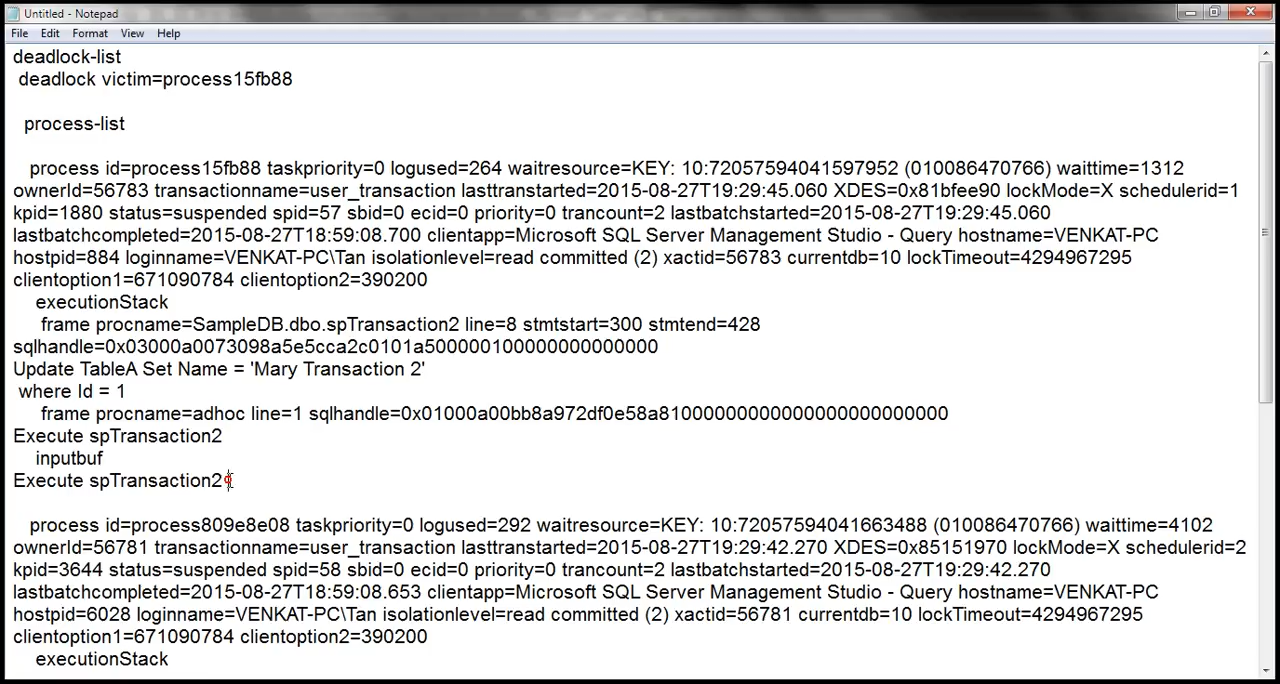 Untitled - Notepad
File Edit Format View Help
deadlock-list
deadlock victim=process15fb88
process-list
process id=process15fb88 taskpriority=0 logused=264 waitresource=KEY: 10:72057594041597952 (010086470766) waittime=1312
ownerId=56783 transactionname=user_transaction lasttranstarted=2015-08-27T19:29:45.060 XDES=0x81bfee90 lockMode=X schedulerid=1
kpid=1880 status=suspended spid=57 sbid=0 ecid=0 priority=0 trancount=2 lastbatchstarted=2015-08-27T19:29:45.060
lastbatchcompleted=2015-08-27T18:59:08.700 clientapp=Microsoft SQL Server Management Studio - Query hostname=VENKAT-PC
hostpid=884 loginname=VENKAT-PC\Tan isolationlevel=read committed (2) xactid=56783 currentdb=10 lockTimeout=4294967295
clientoption1=671090784 clientoption2=390200
executionStack
frame procname=SampleDB.dbo.spTransaction2 line=8 stmtstart=300 stmtend=428
sqlhandle=0x03000a0073098a5e5cca2c0101a500000100000000000000
Update TableA Set Name = 'Mary Transaction 2'
where Id = 1
frame procname=adhoc line=1 sqlhandle=0x01000a00bb8a972df0e58a81000000000000000000000000
Execute spTransaction2
inputbuf
Execute spTransaction2
process id=process809e8e08 taskpriority=0 logused=292 waitresource=KEY: 10:72057594041663488 (010086470766) waittime=4102
ownerId=56781 transactionname=user_transaction lasttranstarted=2015-08-27T19:29:42.270 XDES=0x85151970 lockMode=X schedulerid=2
kpid=3644 status=suspended spid=58 sbid=0 ecid=0 priority=0 trancount=2 lastbatchstarted=2015-08-27T19:29:42.270
lastbatchcompleted=2015-08-27T18:59:08.653 clientapp=Microsoft SQL Server Management Studio - Query hostname=VENKAT-PC
hostpid=6028 loginname=VENKAT-PC\Tan isolationlevel=read committed (2) xactid=56781 currentdb=10 lockTimeout=4294967295
clientoption1=671090784 clientoption2=390200
executionStack